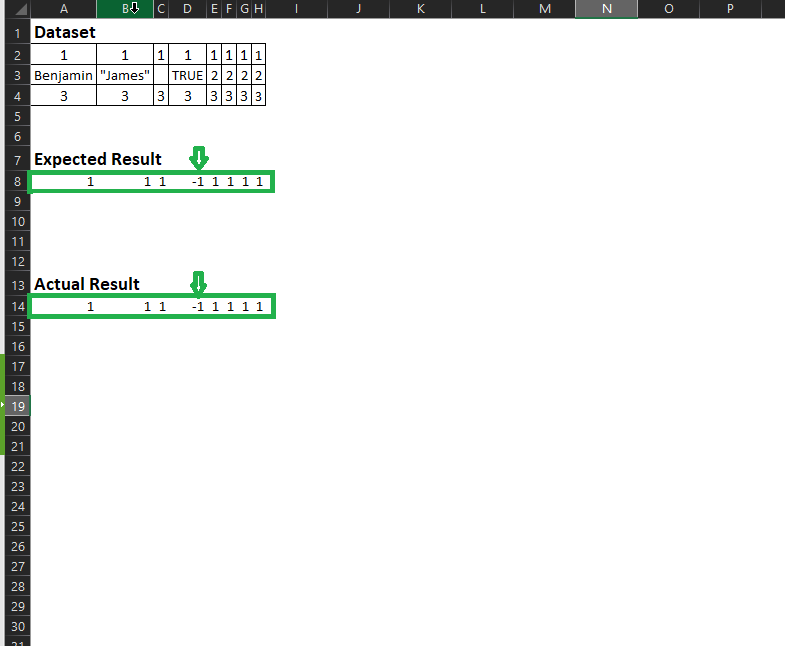 A B C D E F G H I J K L M N O P
1 Dataset
2 1 1 1 1 1 1 1 1
3 Benjamin "James" TRUE 2 2 2 2
4 3 3 3 3 3 3 3 3
5
6
7 Expected Result
8 1 1 1 -1 1 1 1 1
9
10
11
12
13 Actual Result
14 1 1 1 -1 1 1 1 1
15
16
17
18
19
20
21
22
23
24
25
26
27
28
29
30
31